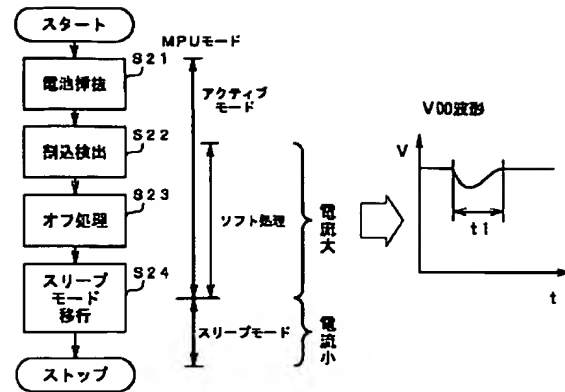 スタート
MPUモード
S21
電池挿抜
アクティブ
モード
S22
割込検出
S23
オフ処理
ソフト処理
電流大
S24
スリープ
モード
移行
スリープモード
電流小
ストップ
VDD波形
V
t1
t